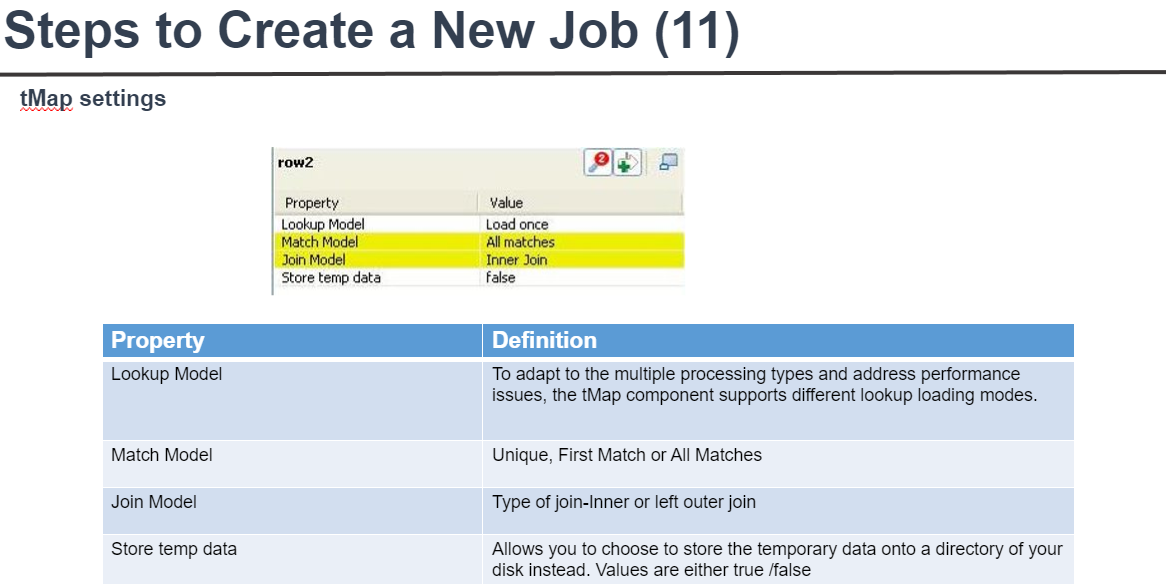 Steps to Create a New Job (11)
tMap settings
row2
2
Property Value
Lookup Model Load once
Match Model All matches
Join Model Inner Join
Store temp data false
Property Definition
Lookup Model To adapt to the multiple processing types and address performance
issues, the tMap component supports different lookup loading modes.
Match Model Unique, First Match or All Matches
Join Model Type of join-Inner or left outer join
Store temp data Allows you to choose to store the temporary data onto a directory of your
disk instead. Values are either true /false